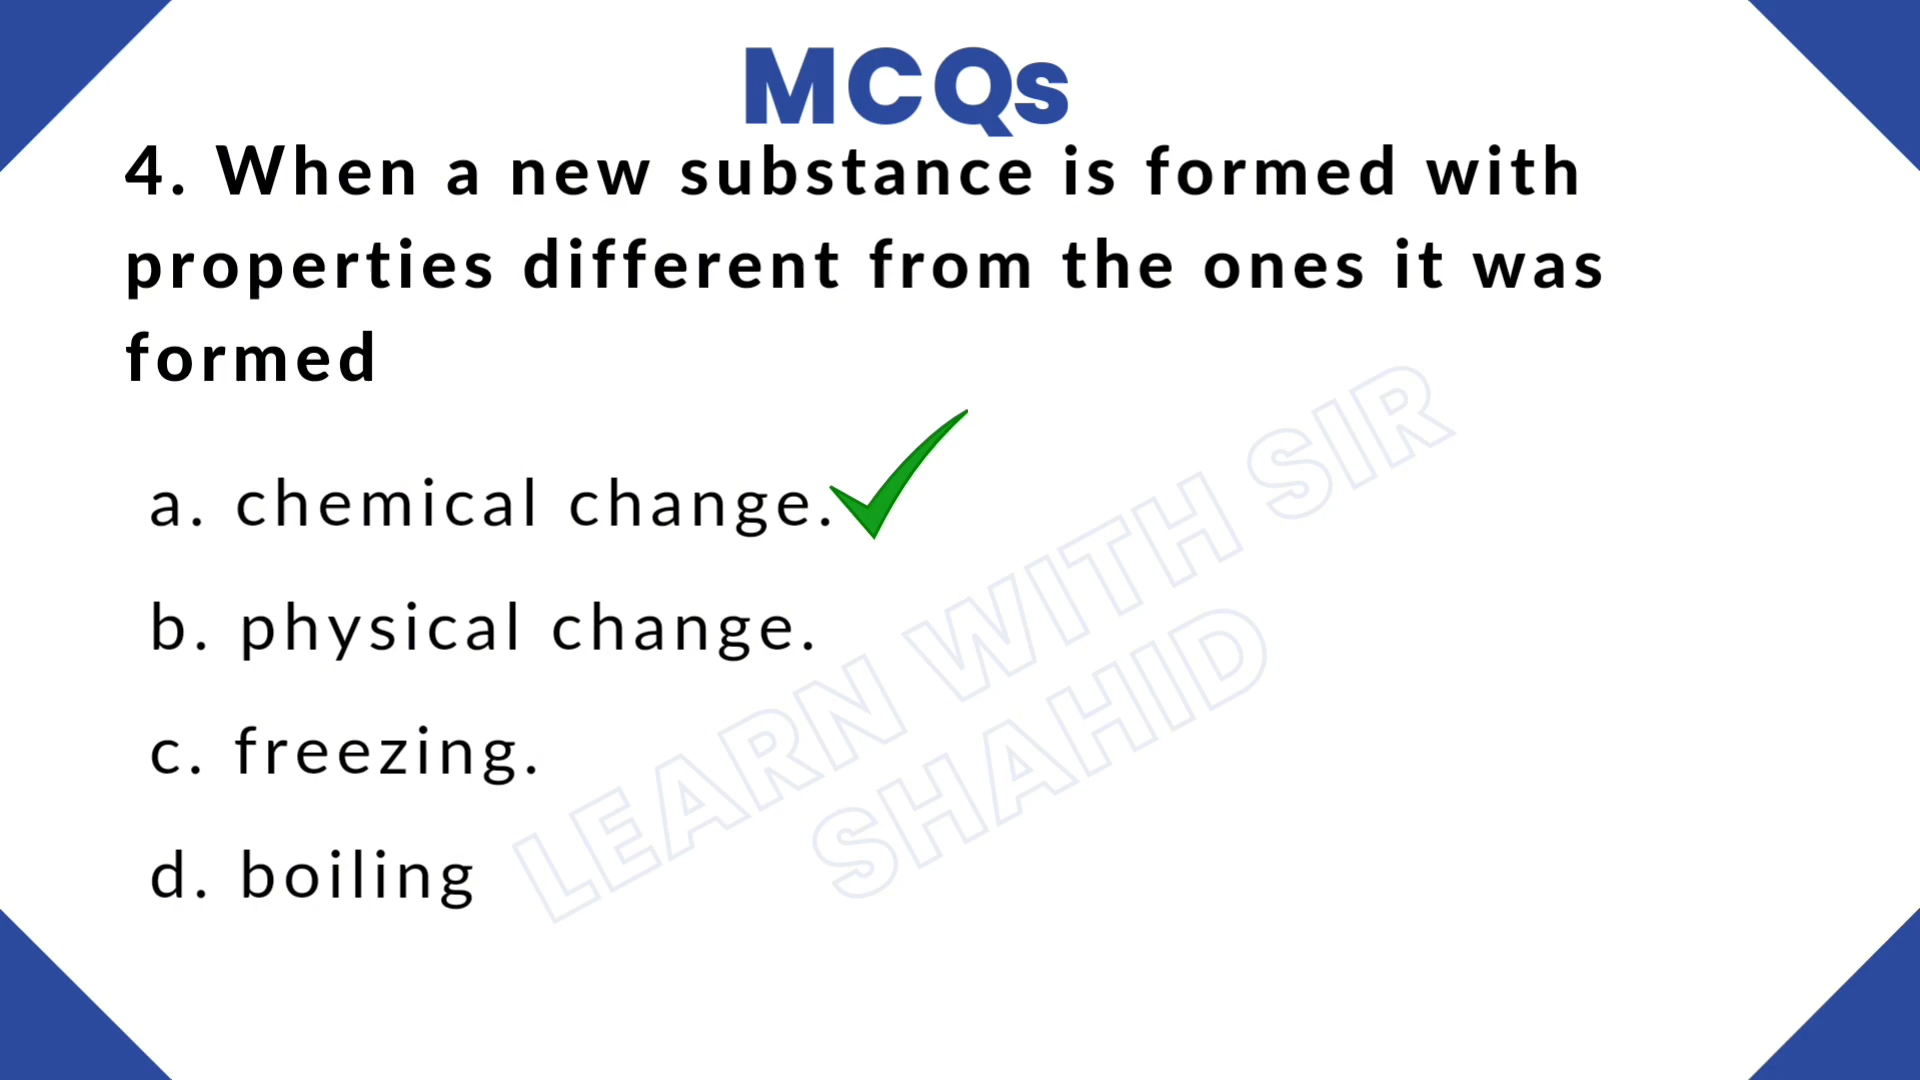 MCQs
4. When a new substance is formed with
properties different from the ones it was
formed
a. chemical change.
b. physical change.
c. freezing.
d. boiling
LEARN WITH SIR
SHAHID